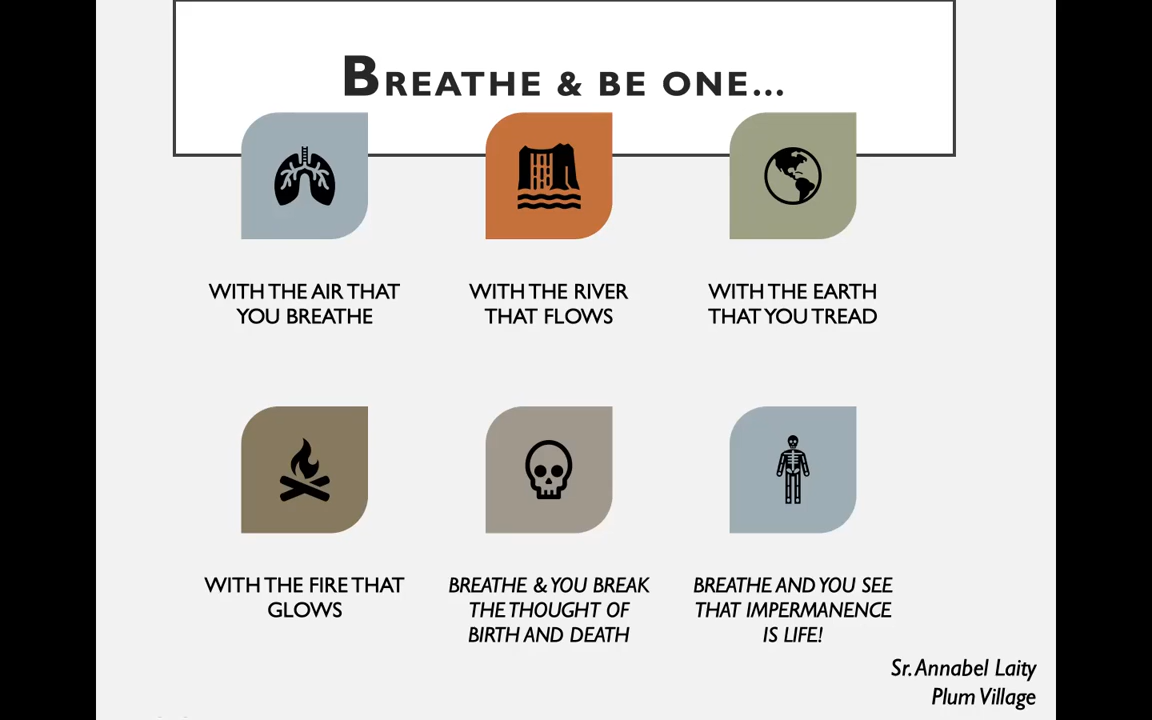 BREATHE & BE ONE...
WITH THE AIR THAT
YOU BREATHE
WITH THE RIVER
THAT FLOWS
WITH THE EARTH
THAT YOU TREAD
WITH THE FIRE THAT
GLOWS
BREATHE & YOU BREAK
THE THOUGHT OF
BIRTH AND DEATH
BREATHE AND YOU SEE
THAT IMPERMANENCE
IS LIFE!
Sr. Annabel Laity
Plum Village